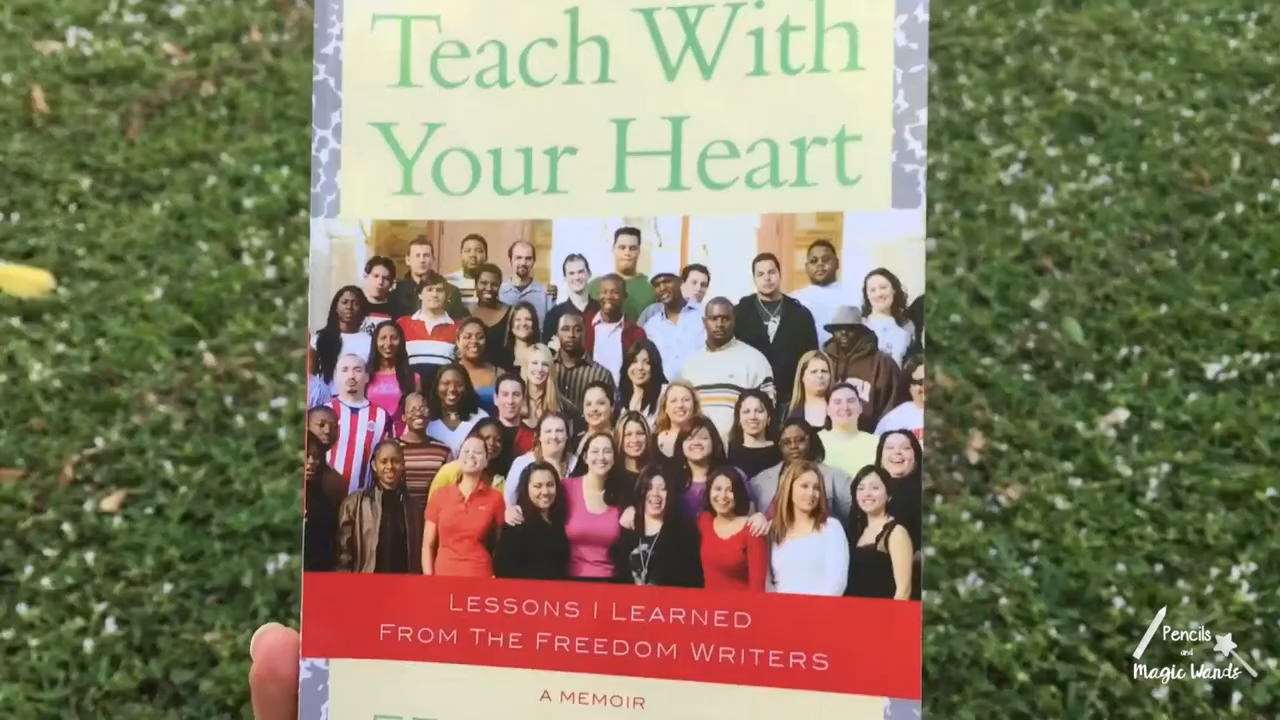 Teach With
Your Heart
LESSONS I LEARNED
FROM THE FREEDOM WRITERS
A MEMOIR
Pencils
and
Magic Wands